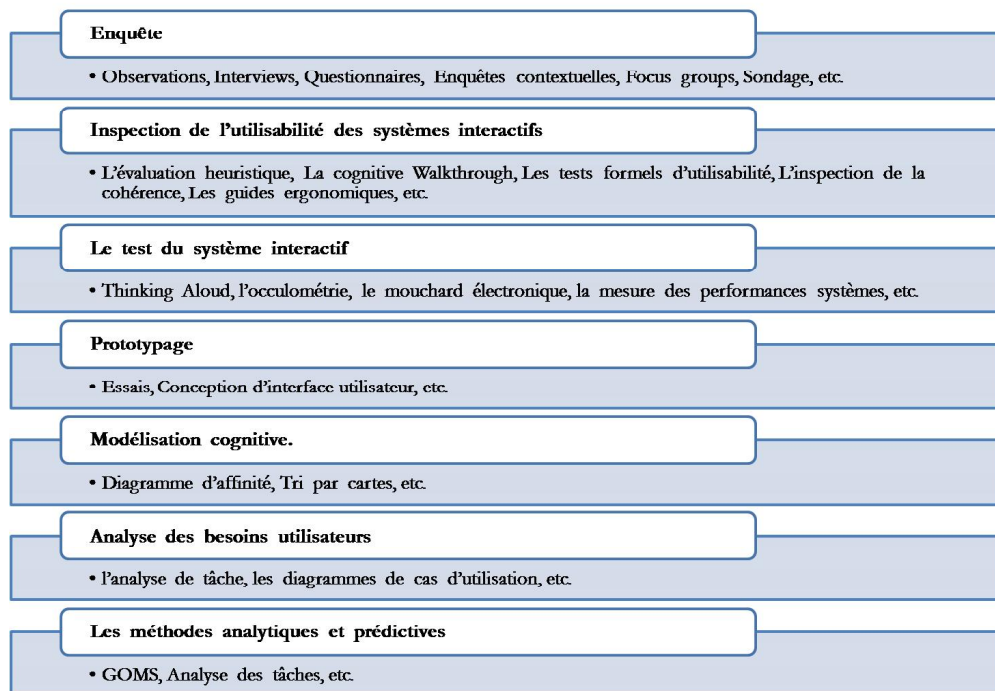 Enquête
• Observations, Interviews, Questionnaires, Enquêtes contextuelles, Focus groups, Sondage, etc.
Inspection de l'utilisabilité des systèmes interactifs
• L'évaluation heuristique, La cognitive Walkthrough, Les tests formels d'utilisabilité, L'inspection de la
cohérence, Les guides ergonomiques, etc.
Le test du système interactif
• Thinking Aloud, l'occulométrie, le mouchard électronique, la mesure des performances systèmes, etc.
Prototypage
• Essais, Conception d'interface utilisateur, etc.
Modélisation cognitive.
• Diagramme d'affinité, Tri par cartes, etc.
Analyse des besoins utilisateurs
• l'analyse de tâche, les diagrammes de cas d'utilisation, etc.
Les méthodes analytiques et prédictives
• GOMS, Analyse des tâches, etc.